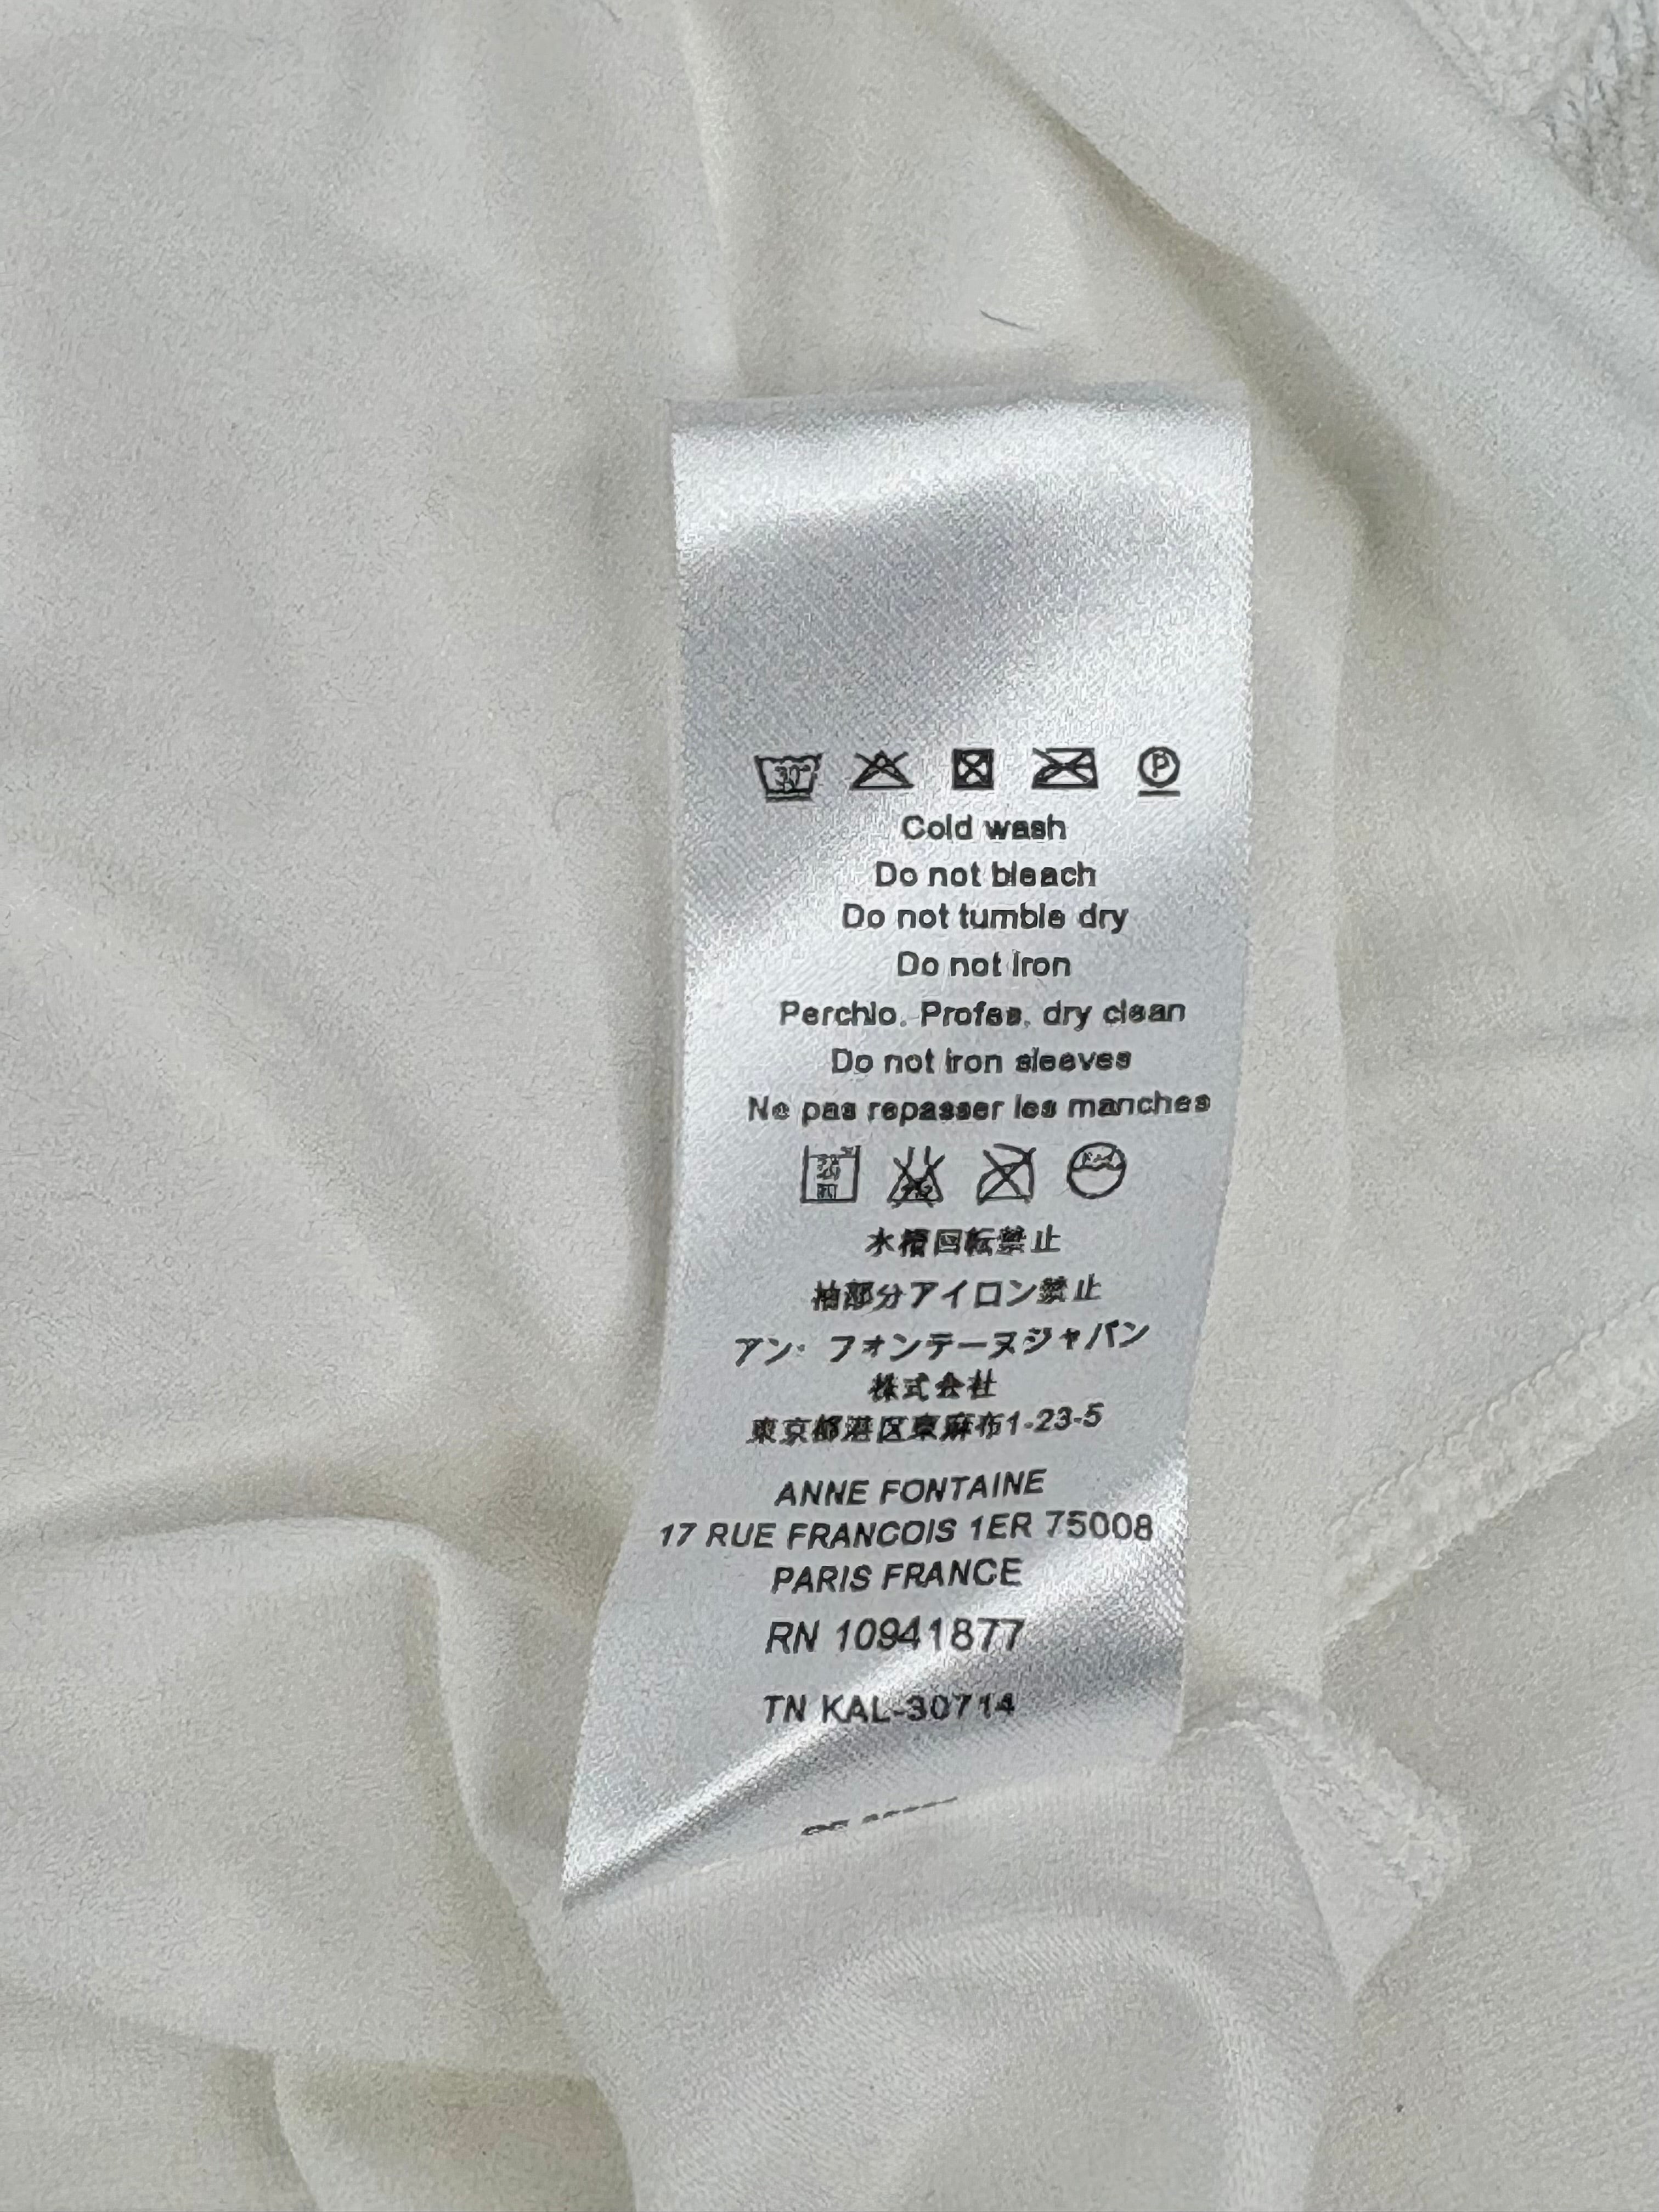 30°
P
Cold wash
Do not bleach
Do not tumble dry
Do not iron
Perchlo. Profes. dry clean
Do not iron sleeves
Ne pas repasser les manches
水槽回転禁止
袖部分アイロン禁止
アン・フォンテーヌジャパン
株式会社
東京都港区東麻布1-23-5
ANNE FONTAINE
17 RUE FRANCOIS 1ER 75008
PARIS FRANCE
RN 10941877
TN KAL-30714